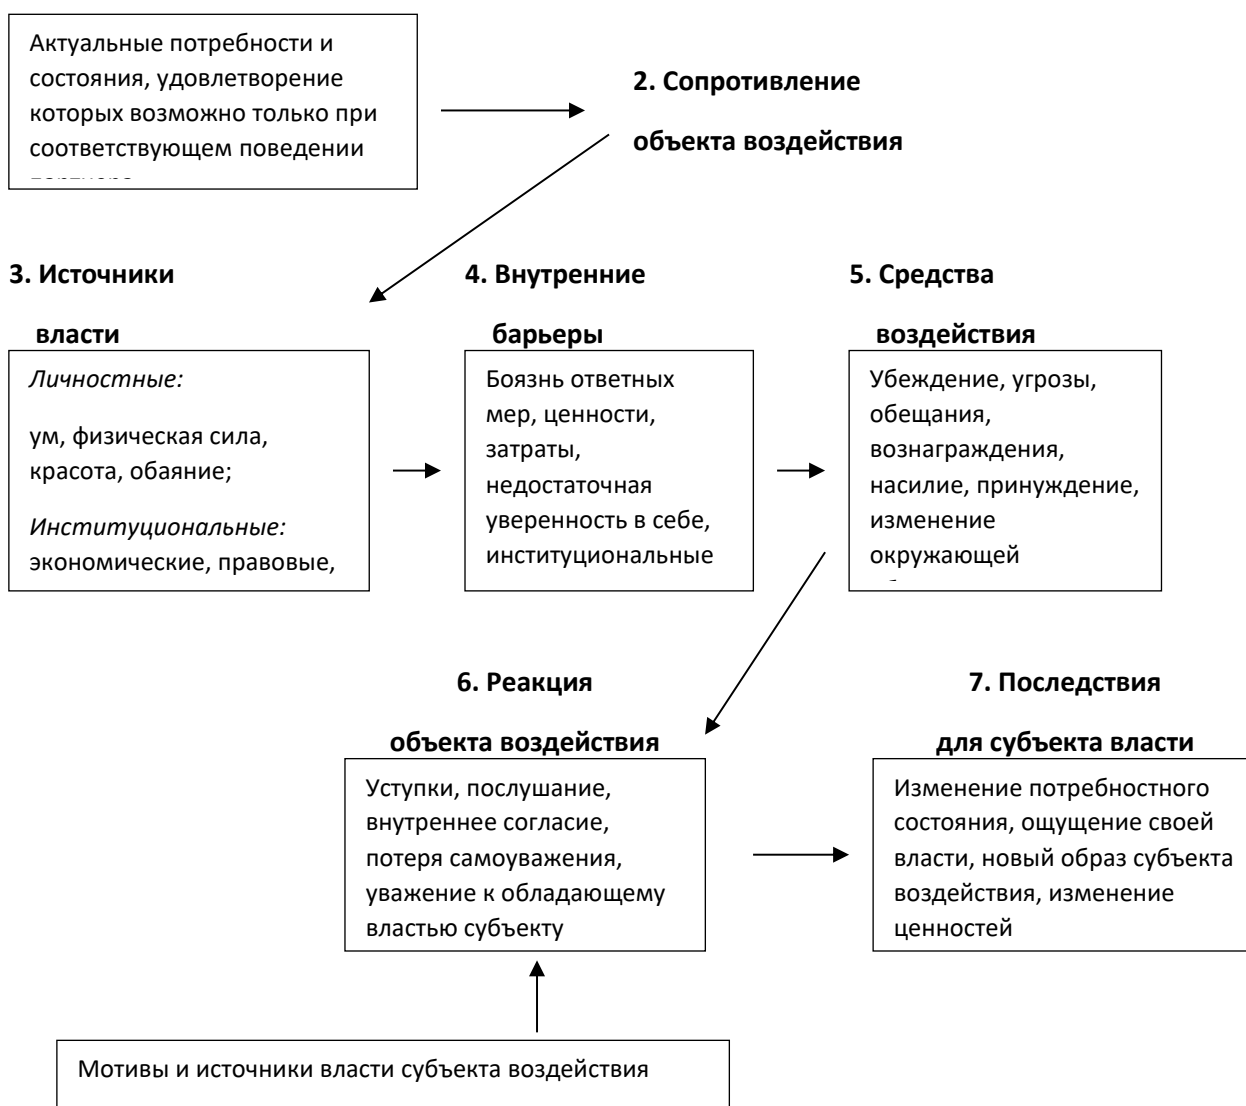 Актуальные потребности и
состояния, удовлетворение
которых возможно только при
соответствующем поведении
2. Сопротивление
объекта воздействия
3. Источники
власти
Личностные:
ум, физическая сила,
красота, обаяние;
Институциональные:
экономические, правовые,
4. Внутренние
барьеры
Боязнь ответных
мер, ценности,
затраты,
недостаточная
уверенность в себе,
институциональные
5. Средства
воздействия
Убеждение, угрозы,
обещания,
вознаграждения,
насилие, принуждение,
изменение
окружающей
6. Реакция
объекта воздействия
Уступки, послушание,
внутреннее согласие,
потеря самоуважения,
уважение к обладающему
властью субъекту
7. Последствия
для субъекта власти
Изменение потребностного
состояния, ощущение своей
власти, новый образ субъекта
воздействия, изменение
ценностей
Мотивы и источники власти субъекта воздействия